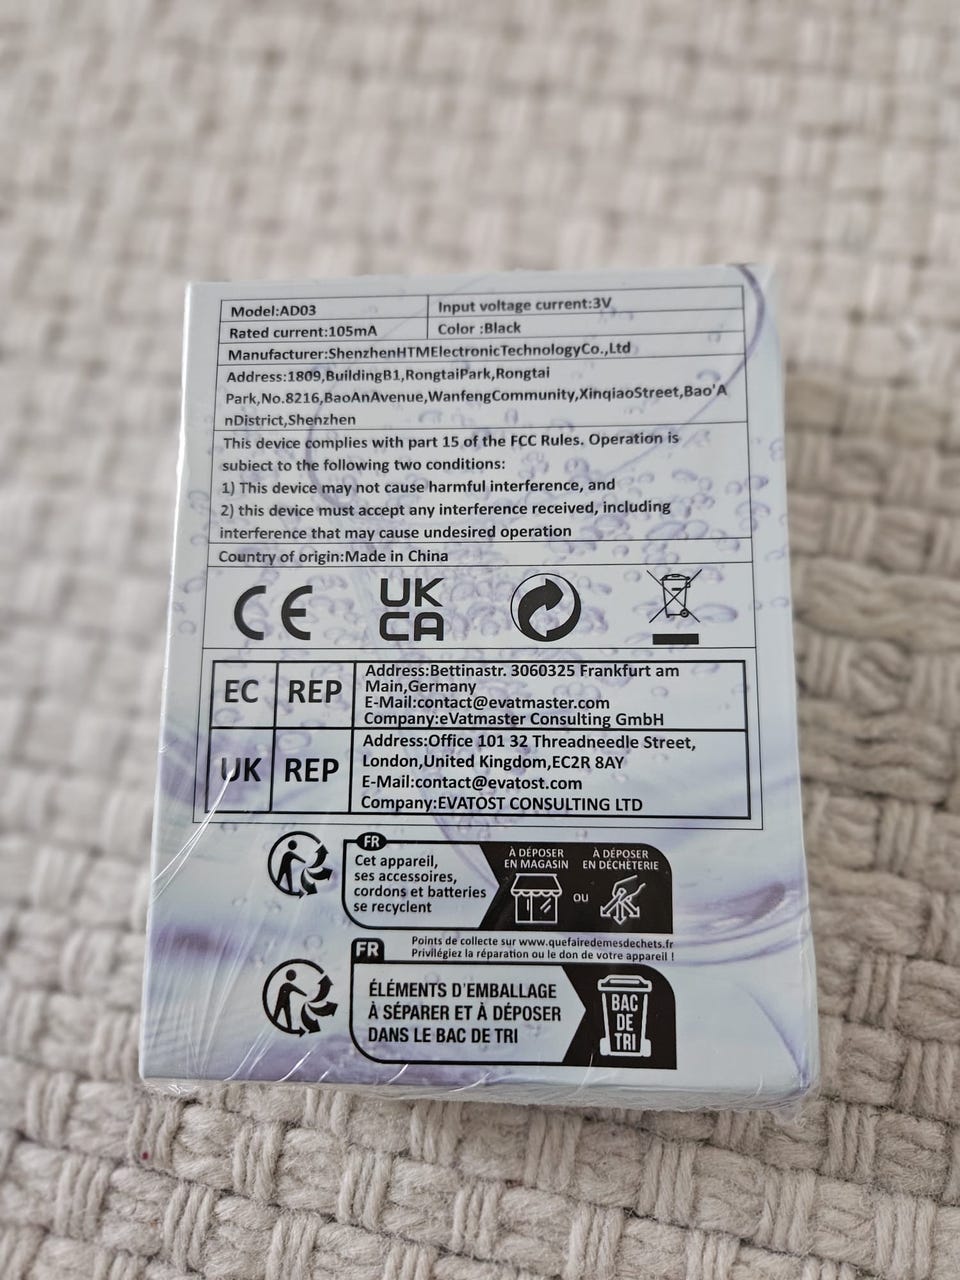 Model:AD03
Input voltage current:3V
Rated current:105mA
Color :Black
Manufacturer:ShenzhenHTMElectronicTechnologyCo.,Ltd
Address:1809,BuildingB1,RongtaiPark,Rongtai
Park,No.8216,BaoAnAvenue,WanfengCommunity,XinqiaoStreet,Bao'A
nDistrict,Shenzhen
This device complies with part 15 of the FCC Rules. Operation is
subject to the following two conditions:
1) This device may not cause harmful interference, and
2) this device must accept any interference received, including
interference that may cause undesired operation
Country of origin:Made in China
CE
UK
CA
EC REP
Address:Bettinastr. 3060325 Frankfurt am
Main,Germany
E-Mail:contact@evatmaster.com
Company:eVatmaster Consulting GmbH
UK REP
Address:Office 101 32 Threadneedle Street,
London,United Kingdom,EC2R 8AY
E-Mail:contact@evatost.com
Company:EVATOST CONSULTING LTD
FR
Cet appareil,
ses accessoires,
cordons et batteries
se recyclent
À DÉPOSER
EN MAGASIN
OU
À DÉPOSER
EN DÉCHÈTERIE
Points de collecte sur www.quefairedemesdechets.fr
Privilégiez la réparation ou le don de votre appareil !
FR
ÉLÉMENTS D'EMBALLAGE
À SÉPARER ET À DÉPOSER
DANS LE BAC DE TRI
BAC
DE
TRI